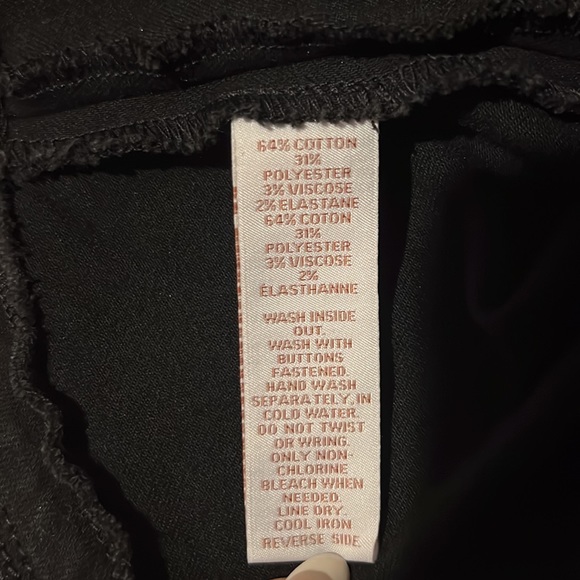 64% COTTON
31%
POLYESTER
3% VISCOSE
2% ELASTANE
64% COTON
31%
POLYESTER
3% VISCOSE
2%
ÉLASTHANNE
WASH INSIDE
OUT.
WASH WITH
BUTTONS
FASTENED.
HAND WASH
SEPARATELY, IN
COLD WATER.
DO NOT TWIST
OR WRING.
ONLY NON-
CHLORINE
BLEACH WHEN
NEEDED.
LINE DRY.
COOL IRON
REVERSE SIDE